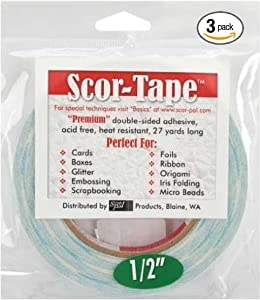 3
pack
Scor-Tape™
For special techniques visit "Basics" at www.scor-pal.com
"Premium" double-sided adhesive,
acid free, heat resistant, 27 yards long
Perfect For:
• Cards
• Boxes
• Glitter
• Embossing
• Scrapbooking
• Foils
• Ribbon
• Origami
• Iris Folding
• Micro Beads
Distributed by
Products, Blaine, WA
1/2"